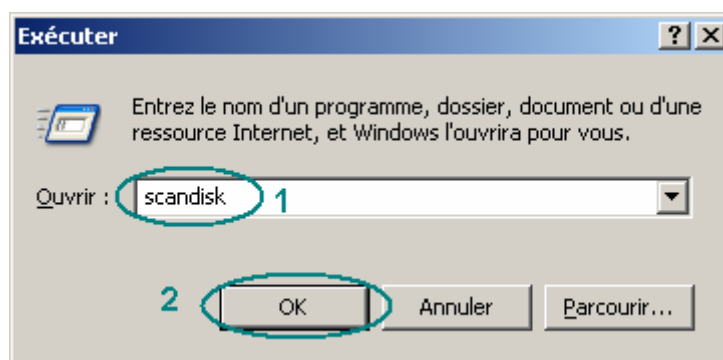 Exécuter
Entrez le nom d'un programme, dossier, document ou d'une
ressource Internet, et Windows l'ouvrira pour vous.
Ouvrir : scandisk 1
2 OK Annuler Parcourir...